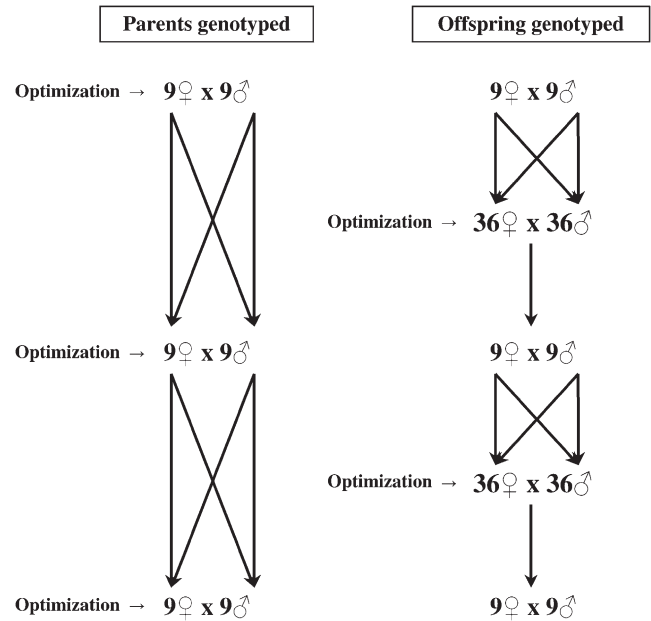 Parents genotyped
Offspring genotyped
Optimization → 9♀ x 9♂
9♀ x 9♂
Optimization → 36♀ x 36♂
Optimization → 9♀ x 9♂
9♀ x 9♂
Optimization → 36♀ x 36♂
Optimization → 9♀ x 9♂
9♀ x 9♂